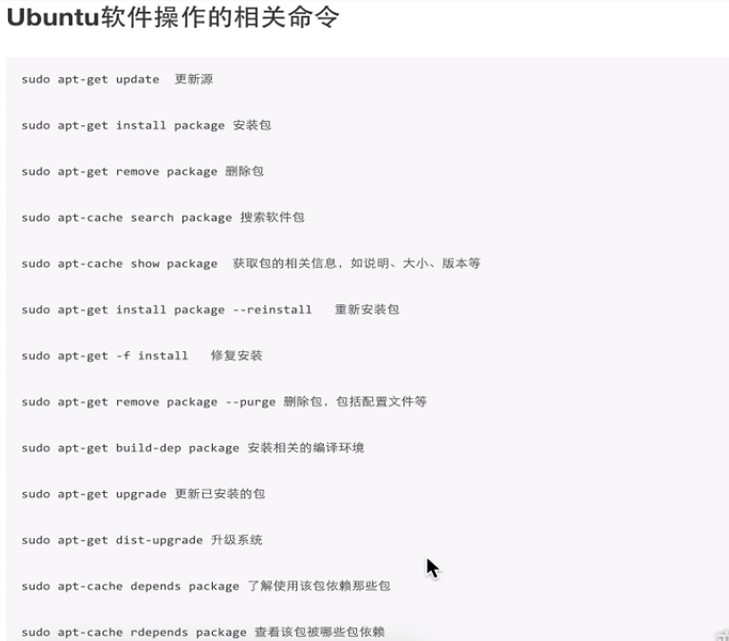 Ubuntu软件操作的相关命令
sudo apt-get update 更新源
sudo apt-get install package 安装包
sudo apt-get remove package 删除包
sudo apt-cache search package 搜索软件包
sudo apt-cache show package 获取包的相关信息，如说明、大小、版本等
sudo apt-get install package --reinstall 重新安装包
sudo apt-get -f install 修复安装
sudo apt-get remove package --purge 删除包，包括配置文件等
sudo apt-get build-dep package 安装相关的编译环境
sudo apt-get upgrade 更新已安装的包
sudo apt-get dist-upgrade 升级系统
sudo apt-cache depends package 了解使用该包依赖那些包
sudo apt-cache rdepends package 查看该包被哪些包依赖